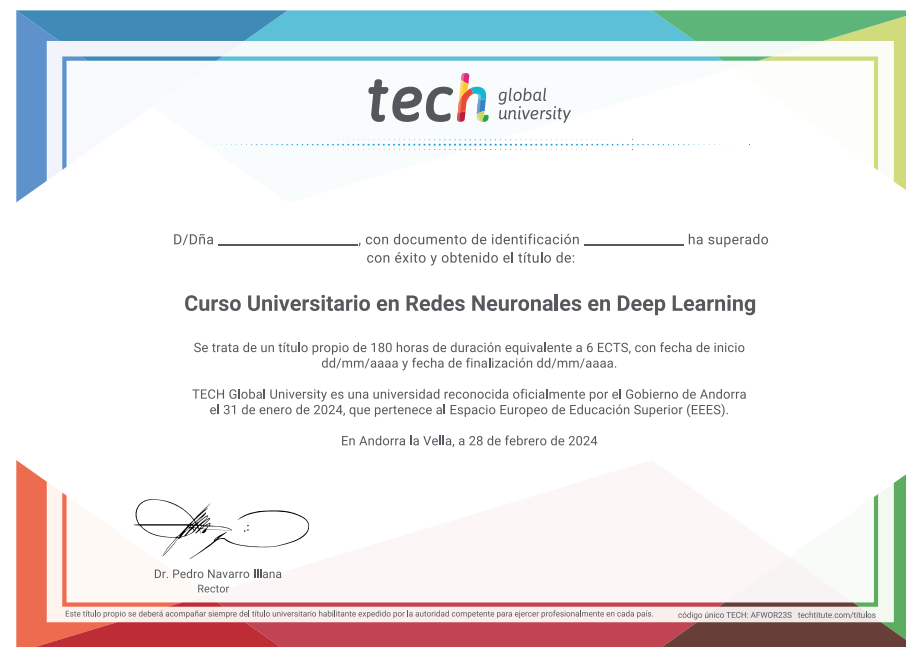 tech global university
D/Dña ____________________, con documento de identificación ______________ ha superado
con éxito y obtenido el título de:
Curso Universitario en Redes Neuronales en Deep Learning
Se trata de un título propio de 180 horas de duración equivalente a 6 ECTS, con fecha de inicio
dd/mm/aaaa y fecha de finalización dd/mm/aaaa.
TECH Global University es una universidad reconocida oficialmente por el Gobierno de Andorra
el 31 de enero de 2024, que pertenece al Espacio Europeo de Educación Superior (EEES).
En Andorra la Vella, a 28 de febrero de 2024
Dr. Pedro Navarro Illana
Rector
Este título propio se deberá acompañar siempre del título universitario habilitante expedido por la autoridad competente para ejercer profesionalmente en cada país. código único TECH: AFWOR23S techtitute.com/titulos